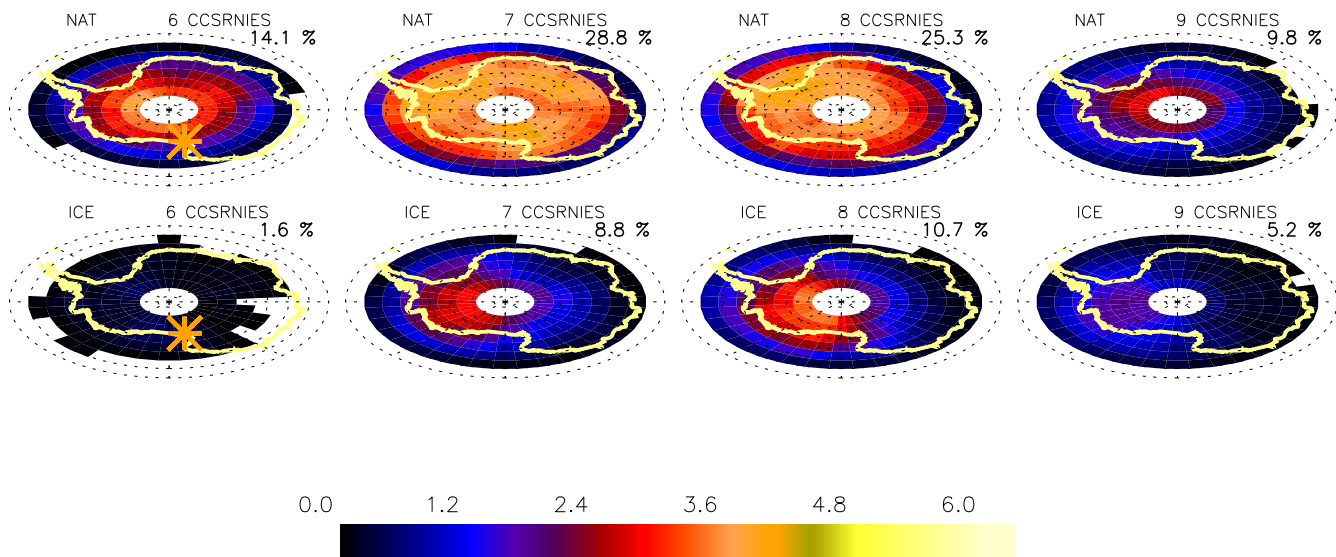 NAT 6 CCSRNIES
14.1 %
NAT 7 CCSRNIES
28.8 %
NAT 8 CCSRNIES
25.3 %
NAT 9 CCSRNIES
9.8 %
ICE 6 CCSRNIES
1.6 %
ICE 7 CCSRNIES
8.8 %
ICE 8 CCSRNIES
10.7 %
ICE 9 CCSRNIES
5.2 %
0.0 1.2 2.4 3.6 4.8 6.0